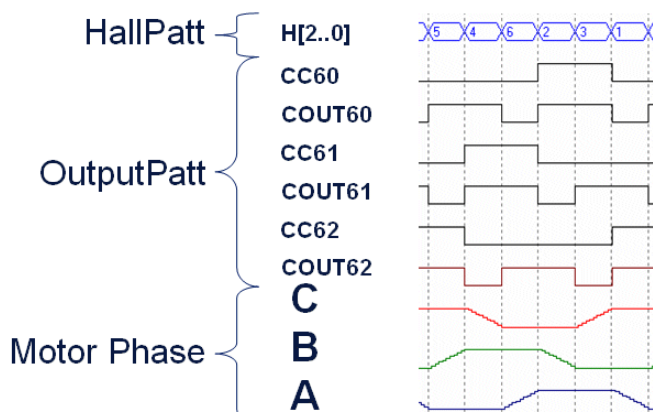 HallPatt
H[2..0]
5 4 6 2 3 1
CC60
COUT60
CC61
OutputPatt
COUT61
CC62
COUT62
C
Motor Phase
B
A